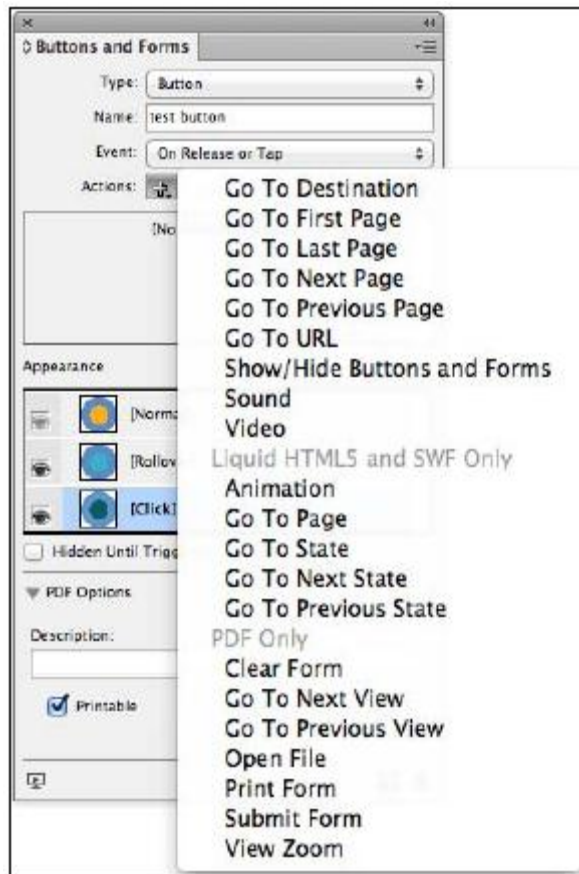 Buttons and Forms
Type: Button
Name: test button
Event: On Release or Tap
Actions:
[No
Go To Destination
Go To First Page
Go To Last Page
Go To Next Page
Go To Previous Page
Go To URL
Show/Hide Buttons and Forms
Sound
Video
Liquid HTML5 and SWF Only
Animation
Go To Page
Go To State
Go To Next State
Go To Previous State
PDF Only
Clear Form
Go To Next View
Go To Previous View
Open File
Print Form
Submit Form
View Zoom
Appearance
[Norma
[Rollov
[Click]
Hidden Until Trigg
PDF Options
Description:
Printable